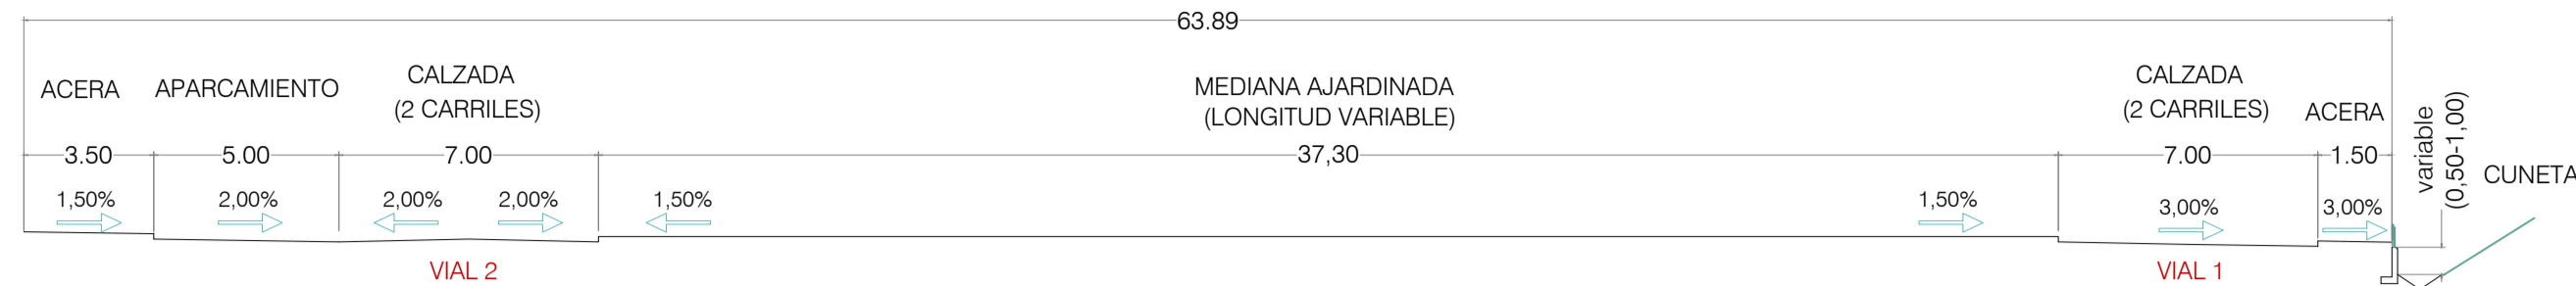 63.89
ACERA
APARCAMIENTO
CALZADA
(2 CARRILES)
MEDIANA AJARDINADA
(LONGITUD VARIABLE)
CALZADA
(2 CARRILES)
ACERA
variable
(0,50-1,00)
CUNETA
3.50
5.00
7.00
37,30
7.00
1.50
1,50%
2,00%
2,00%
2,00%
1,50%
1,50%
3,00%
3,00%
VIAL 2
VIAL 1